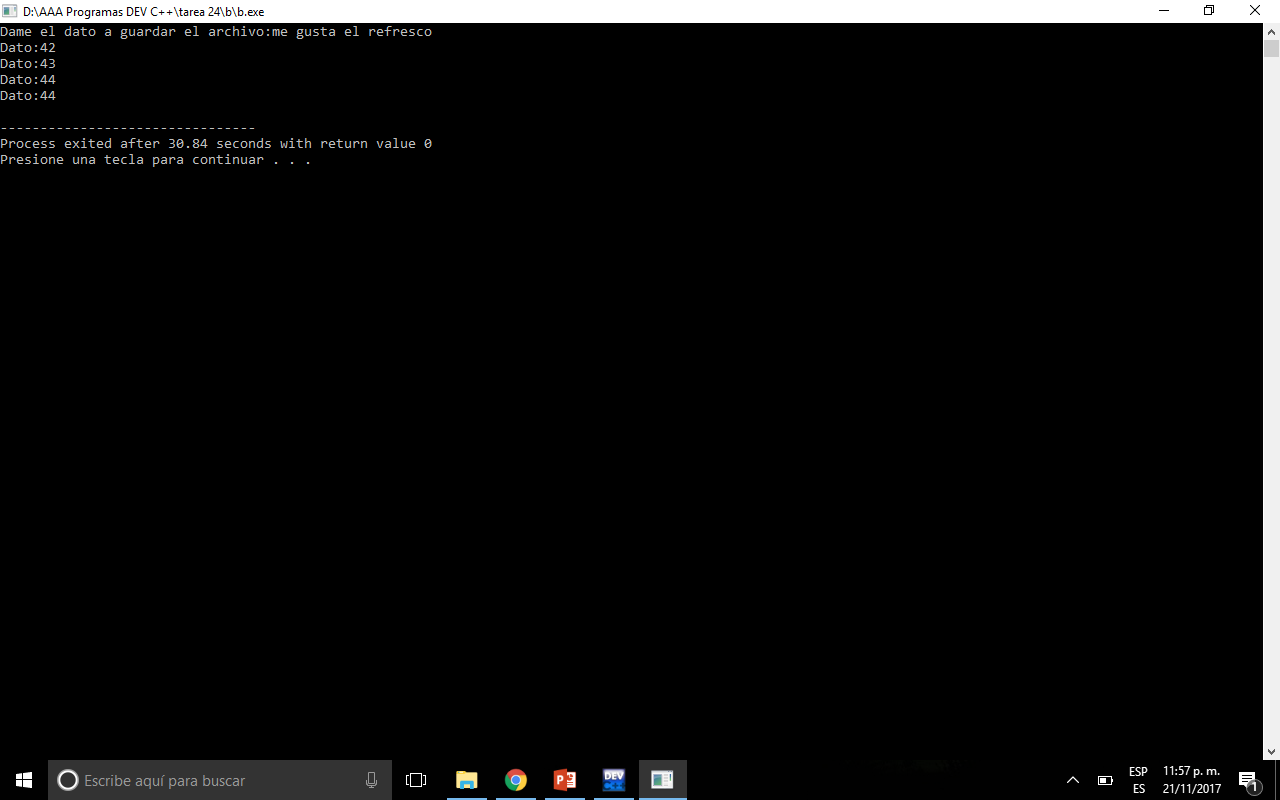 D:\AAA Programas DEV C++\tarea 24\b\b.exe
Dame el dato a guardar el archivo:me gusta el refresco
Dato:42
Dato:43
Dato:44
Dato:44
--------------------------------
Process exited after 30.84 seconds with return value 0
Presione una tecla para continuar . . .
Escribe aquí para buscar
DEV
C++
ESP
ES
11:57 p. m.
21/11/2017
1